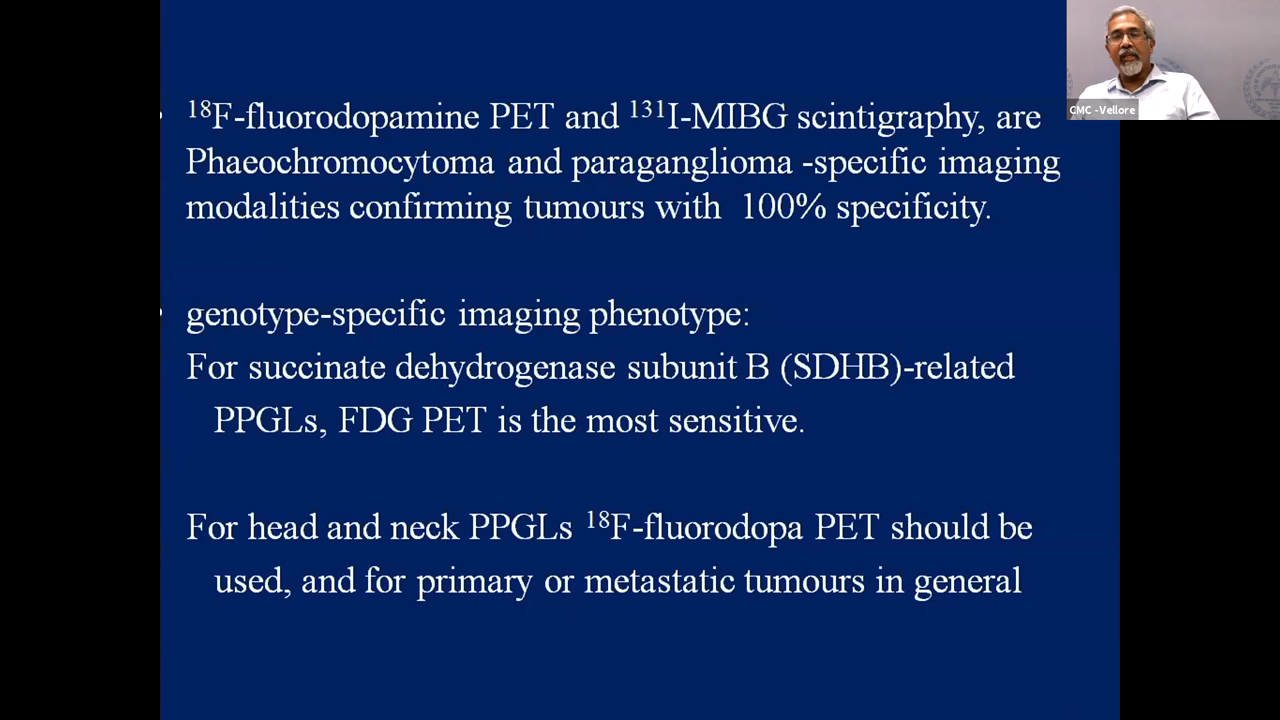 CMC -Vellore
• ¹⁸F-fluorodopamine PET and ¹³¹I-MIBG scintigraphy, are
Phaeochromocytoma and paraganglioma -specific imaging
modalities confirming tumours with 100% specificity.
• genotype-specific imaging phenotype:
For succinate dehydrogenase subunit B (SDHB)-related
PPGLs, FDG PET is the most sensitive.
For head and neck PPGLs ¹⁸F-fluorodopa PET should be
used, and for primary or metastatic tumours in general